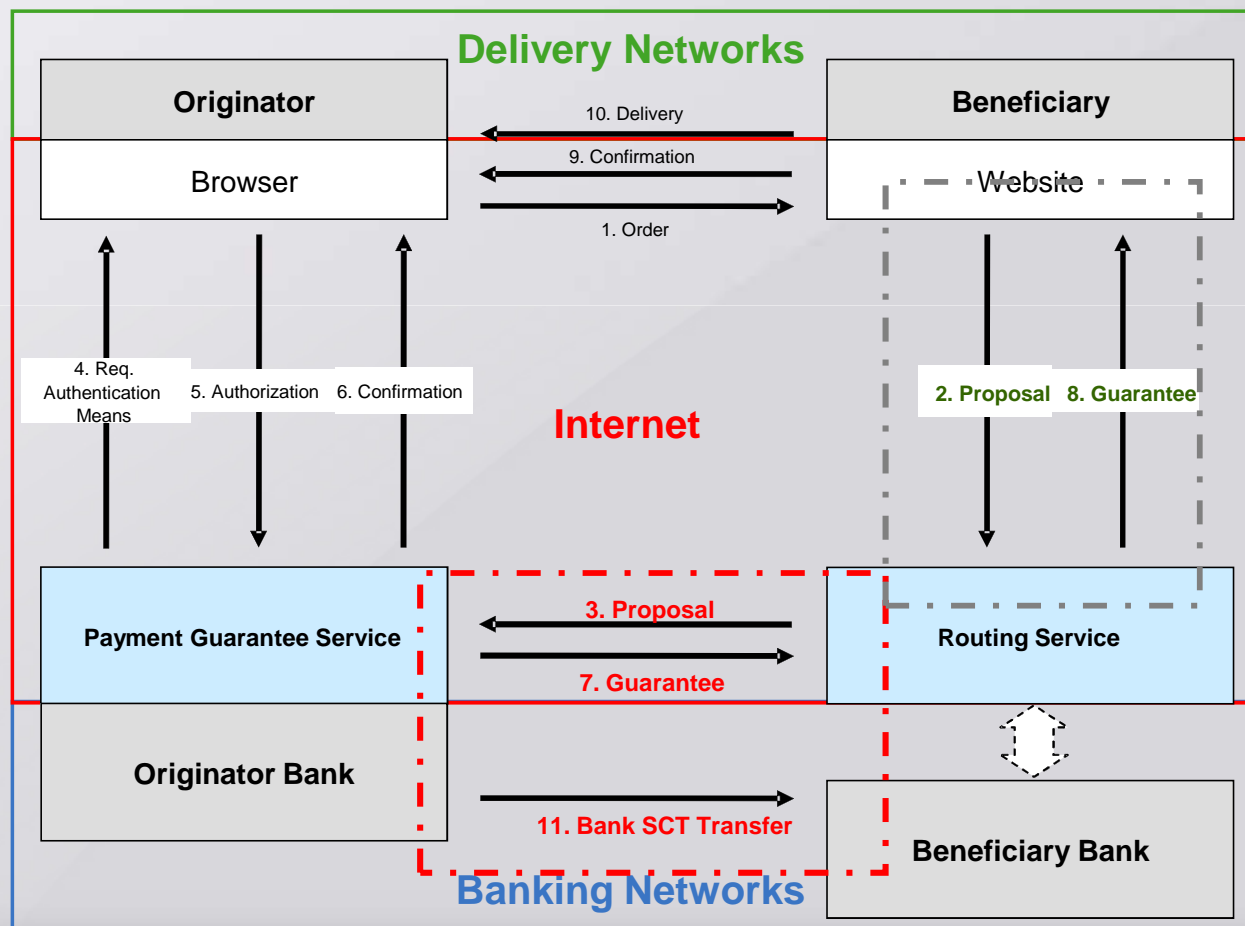 Delivery Networks
Originator
Beneficiary
10. Delivery
9. Confirmation
Browser
Website
1. Order
4. Req.
Authentication
Means
5. Authorization
6. Confirmation
2. Proposal
8. Guarantee
Internet
3. Proposal
Payment Guarantee Service
Routing Service
7. Guarantee
Originator Bank
11. Bank SCT Transfer
Beneficiary Bank
Banking Networks